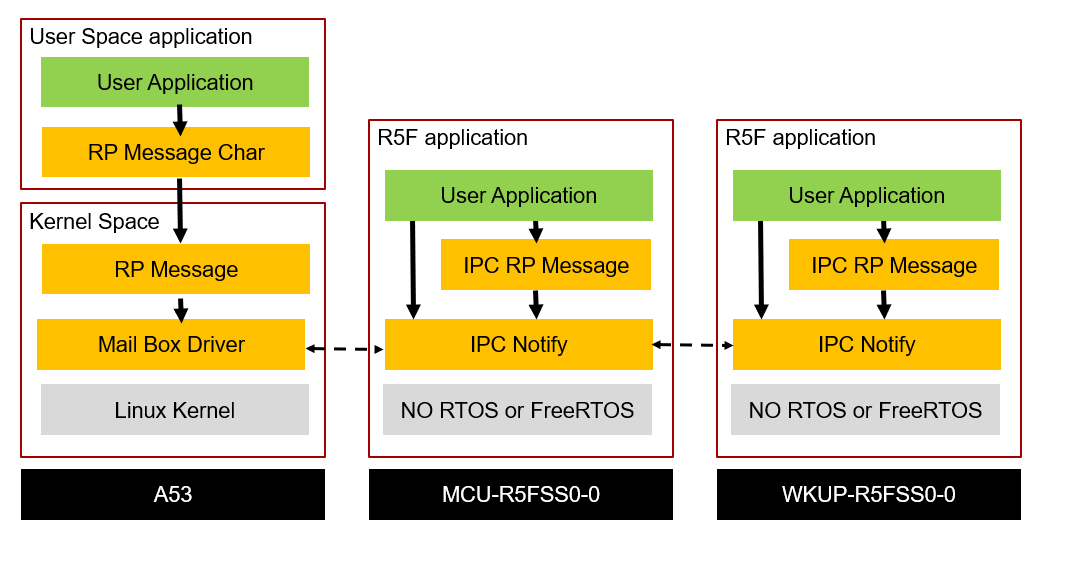 User Space application
User Application
RP Message Char
Kernel Space
RP Message
Mail Box Driver
Linux Kernel
A53
R5F application
User Application
IPC RP Message
IPC Notify
NO RTOS or FreeRTOS
MCU-R5FSS0-0
R5F application
User Application
IPC RP Message
IPC Notify
NO RTOS or FreeRTOS
WKUP-R5FSS0-0